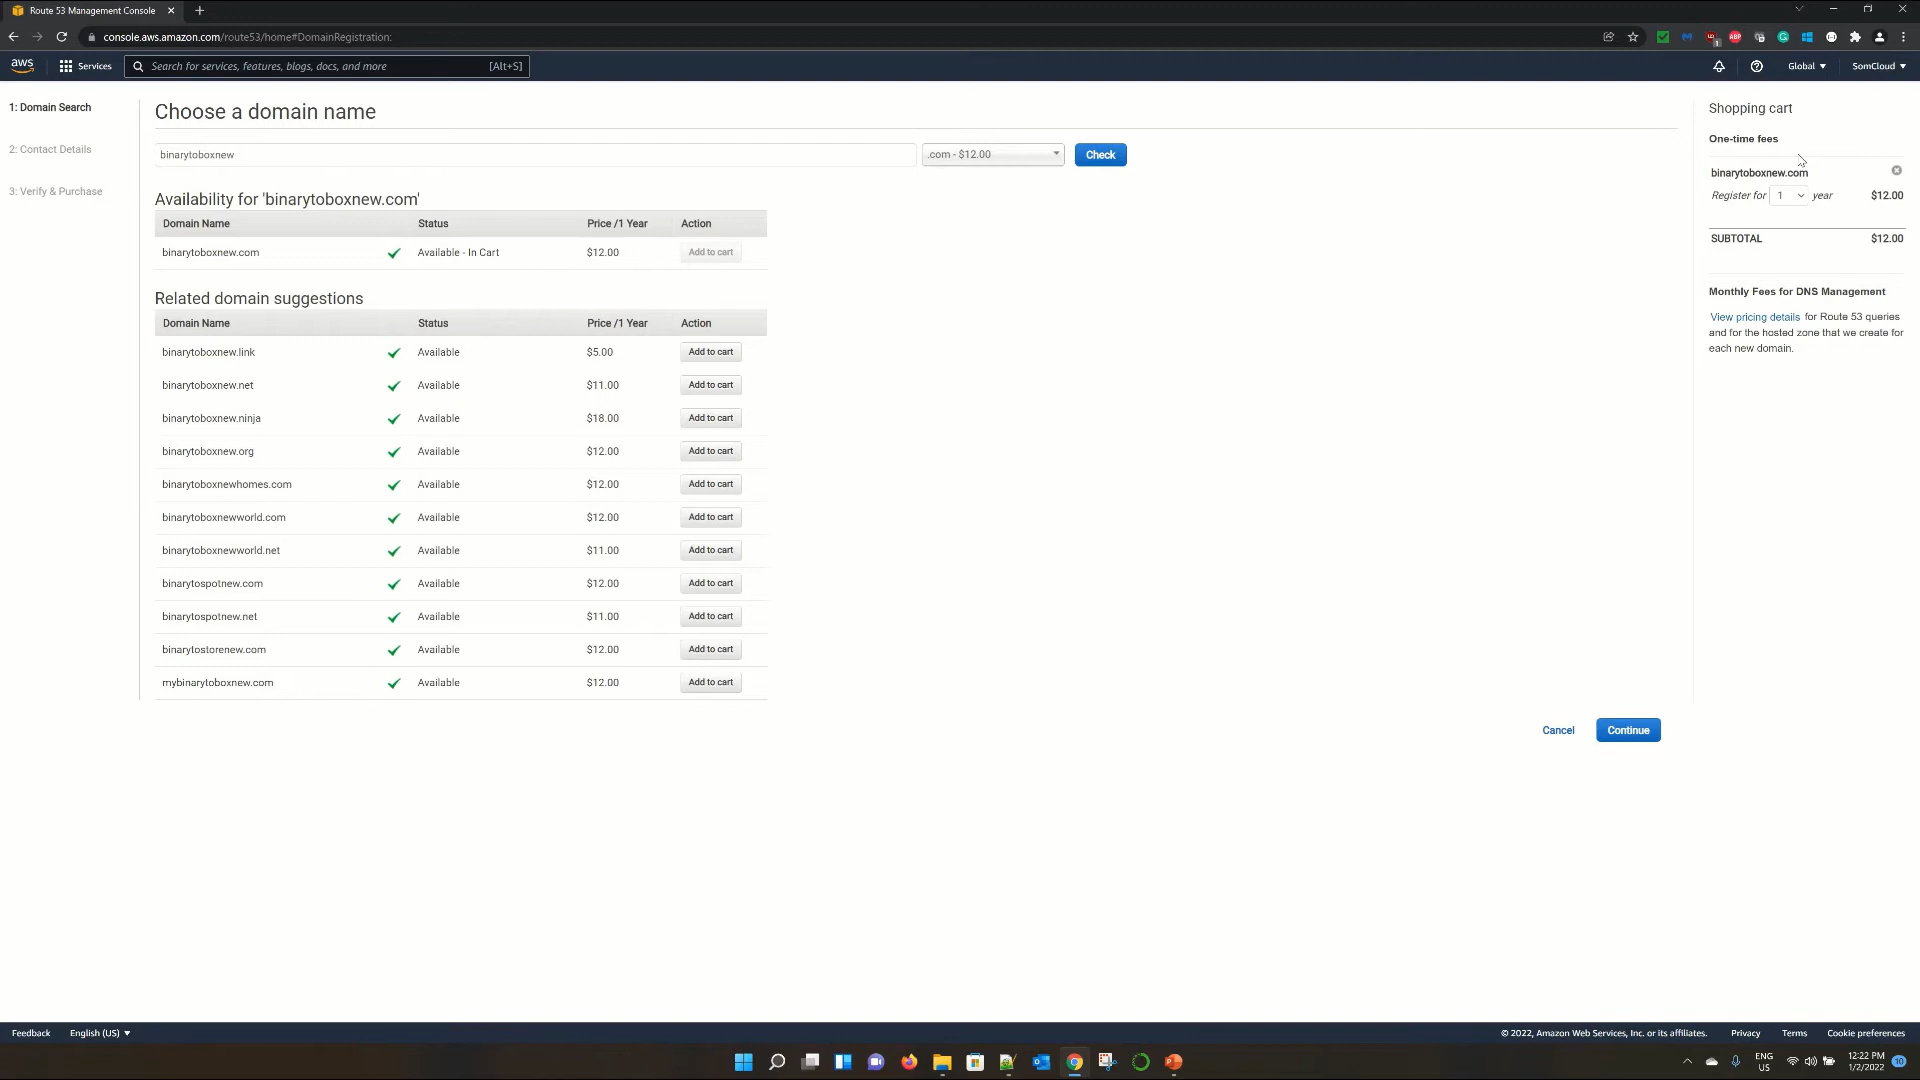 Route 53 Management Console
console.aws.amazon.com/route53/home#DomainRegistration:
aws
Services
Search for services, features, blogs, docs, and more
[Alt+S]
Global
SomCloud
1: Domain Search
2: Contact Details
3: Verify & Purchase
Choose a domain name
binarytoboxnew
.com - $12.00
Check
Availability for 'binarytoboxnew.com'
Domain Name Status Price /1 Year Action
binarytoboxnew.com Available - In Cart $12.00 Add to cart
Related domain suggestions
Domain Name Status Price /1 Year Action
binarytoboxnew.link Available $5.00 Add to cart
binarytoboxnew.net Available $11.00 Add to cart
binarytoboxnew.ninja Available $18.00 Add to cart
binarytoboxnew.org Available $12.00 Add to cart
binarytoboxnewhomes.com Available $12.00 Add to cart
binarytoboxnewworld.com Available $12.00 Add to cart
binarytoboxnewworld.net Available $11.00 Add to cart
binarytospotnew.com Available $12.00 Add to cart
binarytospotnew.net Available $11.00 Add to cart
binarytostorenew.com Available $12.00 Add to cart
mybinarytoboxnew.com Available $12.00 Add to cart
Cancel
Continue
Shopping cart
One-time fees
binarytoboxnew.com
Register for 1 year $12.00
SUBTOTAL $12.00
Monthly Fees for DNS Management
View pricing details for Route 53 queries
and for the hosted zone that we create for
each new domain.
Feedback
English (US)
© 2022, Amazon Web Services, Inc. or its affiliates.
Privacy
Terms
Cookie preferences
ENG
US
12:22 PM
1/2/2022
10